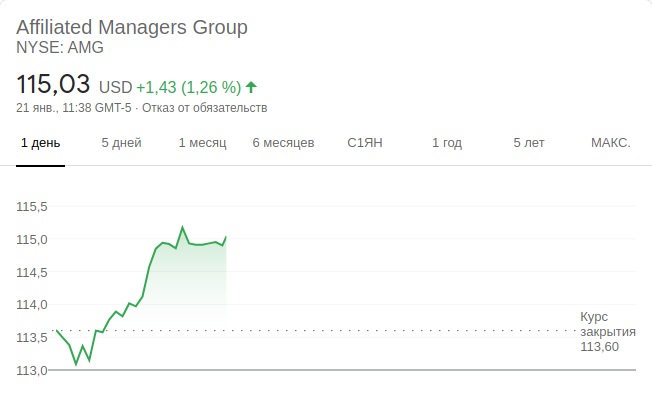 Affiliated Managers Group
NYSE: AMG
115,03 USD +1,43 (1,26 %)
21 янв., 11:38 GMT-5 · Отказ от обязательств
1 день 5 дней 1 месяц 6 месяцев С1ЯН 1 год 5 лет МАКС.
115,5
115,0
114,5
114,0
113,5
113,0
Курс
закрытия
113,60